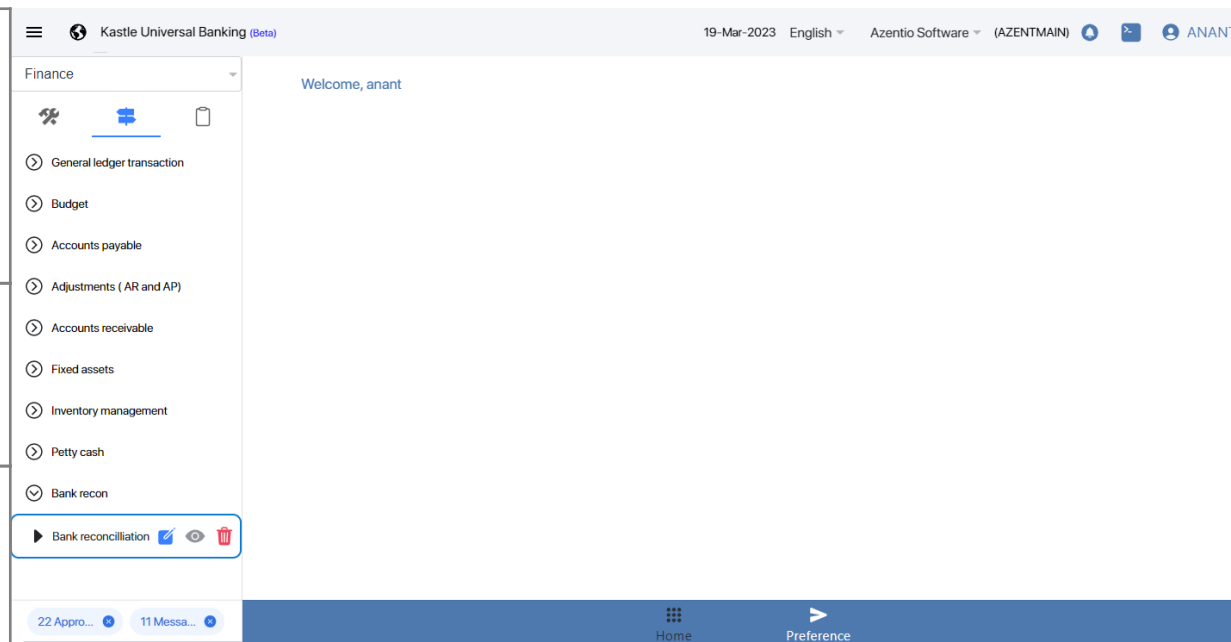 Kastle Universal Banking (Beta)
19-Mar-2023 English Azentio Software (AZENTMAIN) ANANT
Finance
Welcome, anant
General ledger transaction
Budget
Accounts payable
Adjustments ( AR and AP)
Accounts receivable
Fixed assets
Inventory management
Petty cash
Bank recon
Bank reconcilliation
22 Appro... 11 Messa...
Home Preference